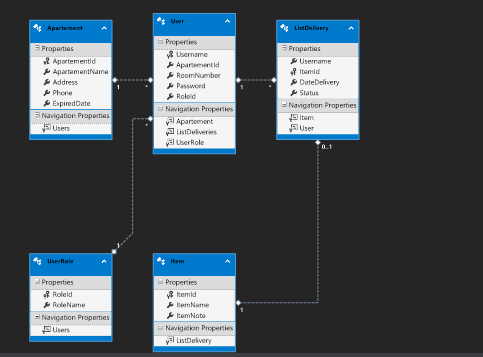 Apartement
Properties
ApartementId
ApartementName
Address
Phone
ExpiredDate
Navigation Properties
Users
User
Properties
Username
ApartementId
RoomNumber
Password
RoleId
Navigation Properties
Apartement
ListDeliveries
UserRole
ListDelivery
Properties
Username
ItemId
DateDelivery
Status
Navigation Properties
Item
User
1
*
1
*
*
0..1
1
1
UserRole
Properties
RoleId
RoleName
Navigation Properties
Users
Item
Properties
ItemId
ItemName
ItemNote
Navigation Properties
ListDelivery